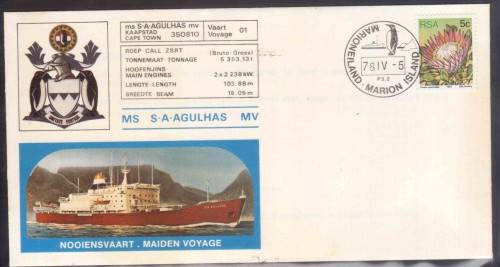 ms S·A·AGULHAS mv
KAAPSTAD
CAPE TOWN 350810
Vaart
Voyage 01
ROEP CALL ZSRT (Bruto-Gross)
TONNEMAAT·TONNAGE 5 353.13t
HOOFENJINS
MAIN ENGINES 2 x 2 238kW
LENGTE·LENGTH 109.88m
BREEDTE BEAM 18.05m
MS S·A·AGULHAS MV
NOOIENSVAART . MAIDEN VOYAGE
MARIONEILAND · MARION ISLAND
78 IV -5
RSA 5c